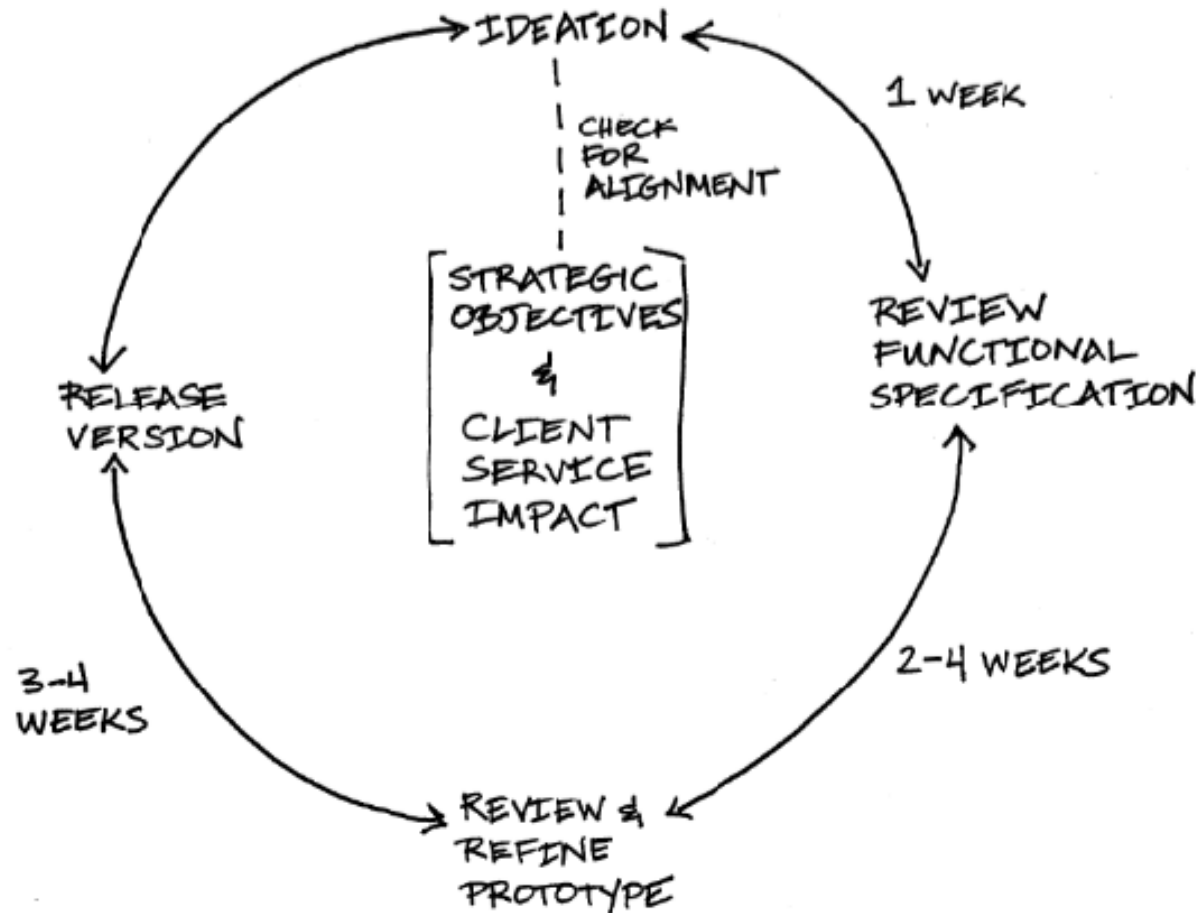 IDEATION
1 WEEK
CHECK
FOR
ALIGNMENT
STRATEGIC
OBJECTIVES
&
CLIENT
SERVICE
IMPACT
REVIEW
FUNCTIONAL
SPECIFICATION
RELEASE
VERSION
2-4 WEEKS
3-4
WEEKS
REVIEW &
REFINE
PROTOTYPE